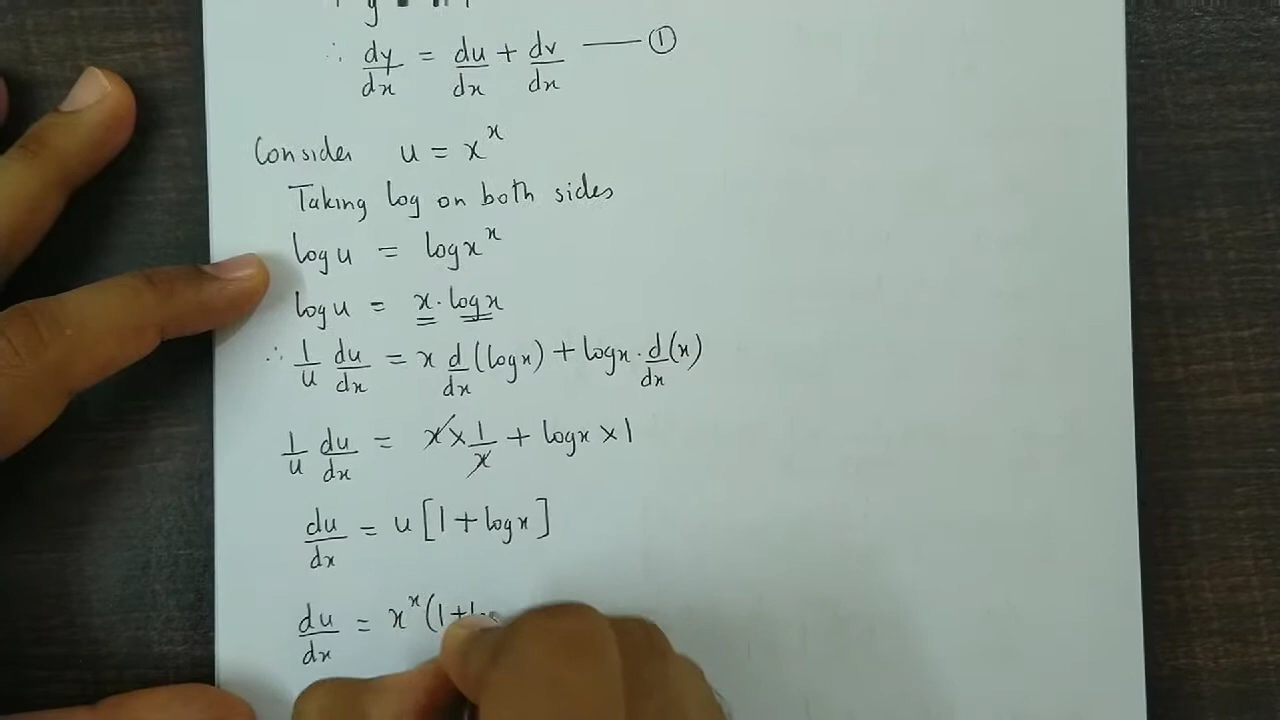 y
∴ dy/dx = du/dx + dv/dx —— ①
Consider u = x^x
Taking log on both sides
log u = log x^x
log u = x · log x
∴ 1/u du/dx = x d/dx (log x) + log x · d/dx (x)
1/u du/dx = x × 1/x + log x × 1
du/dx = u [1 + log x]
du/dx = x^x (1 + lo